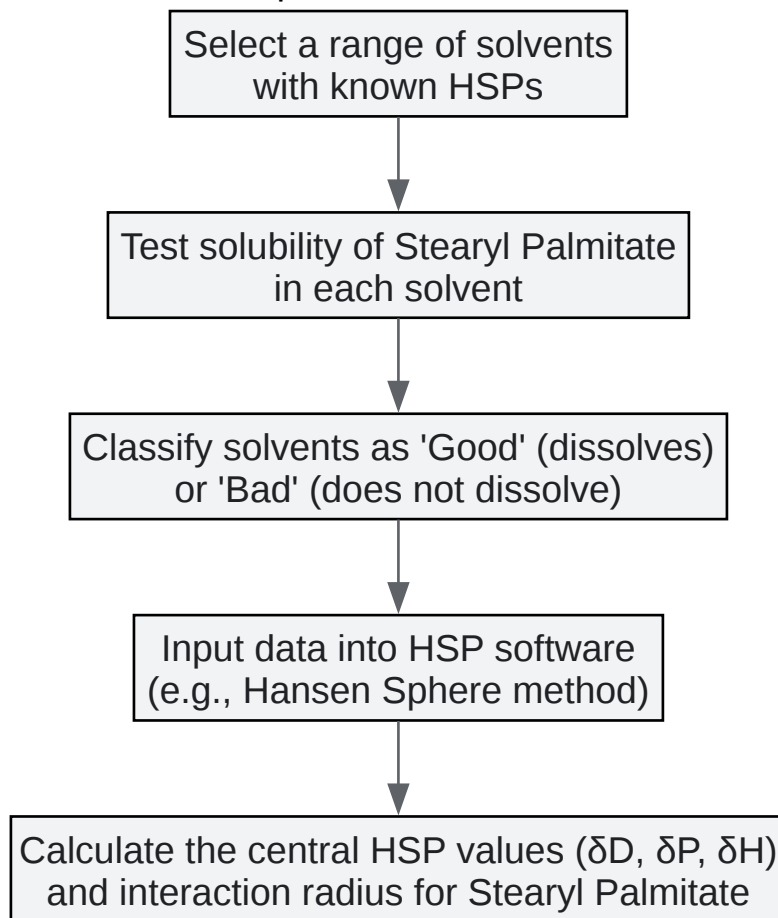 Select a range of solvents
with known HSPs
Test solubility of Stearyl Palmitate
in each solvent
Classify solvents as 'Good' (dissolves)
or 'Bad' (does not dissolve)
Input data into HSP software
(e.g., Hansen Sphere method)
Calculate the central HSP values (δD, δP, δH)
and interaction radius for Stearyl Palmitate